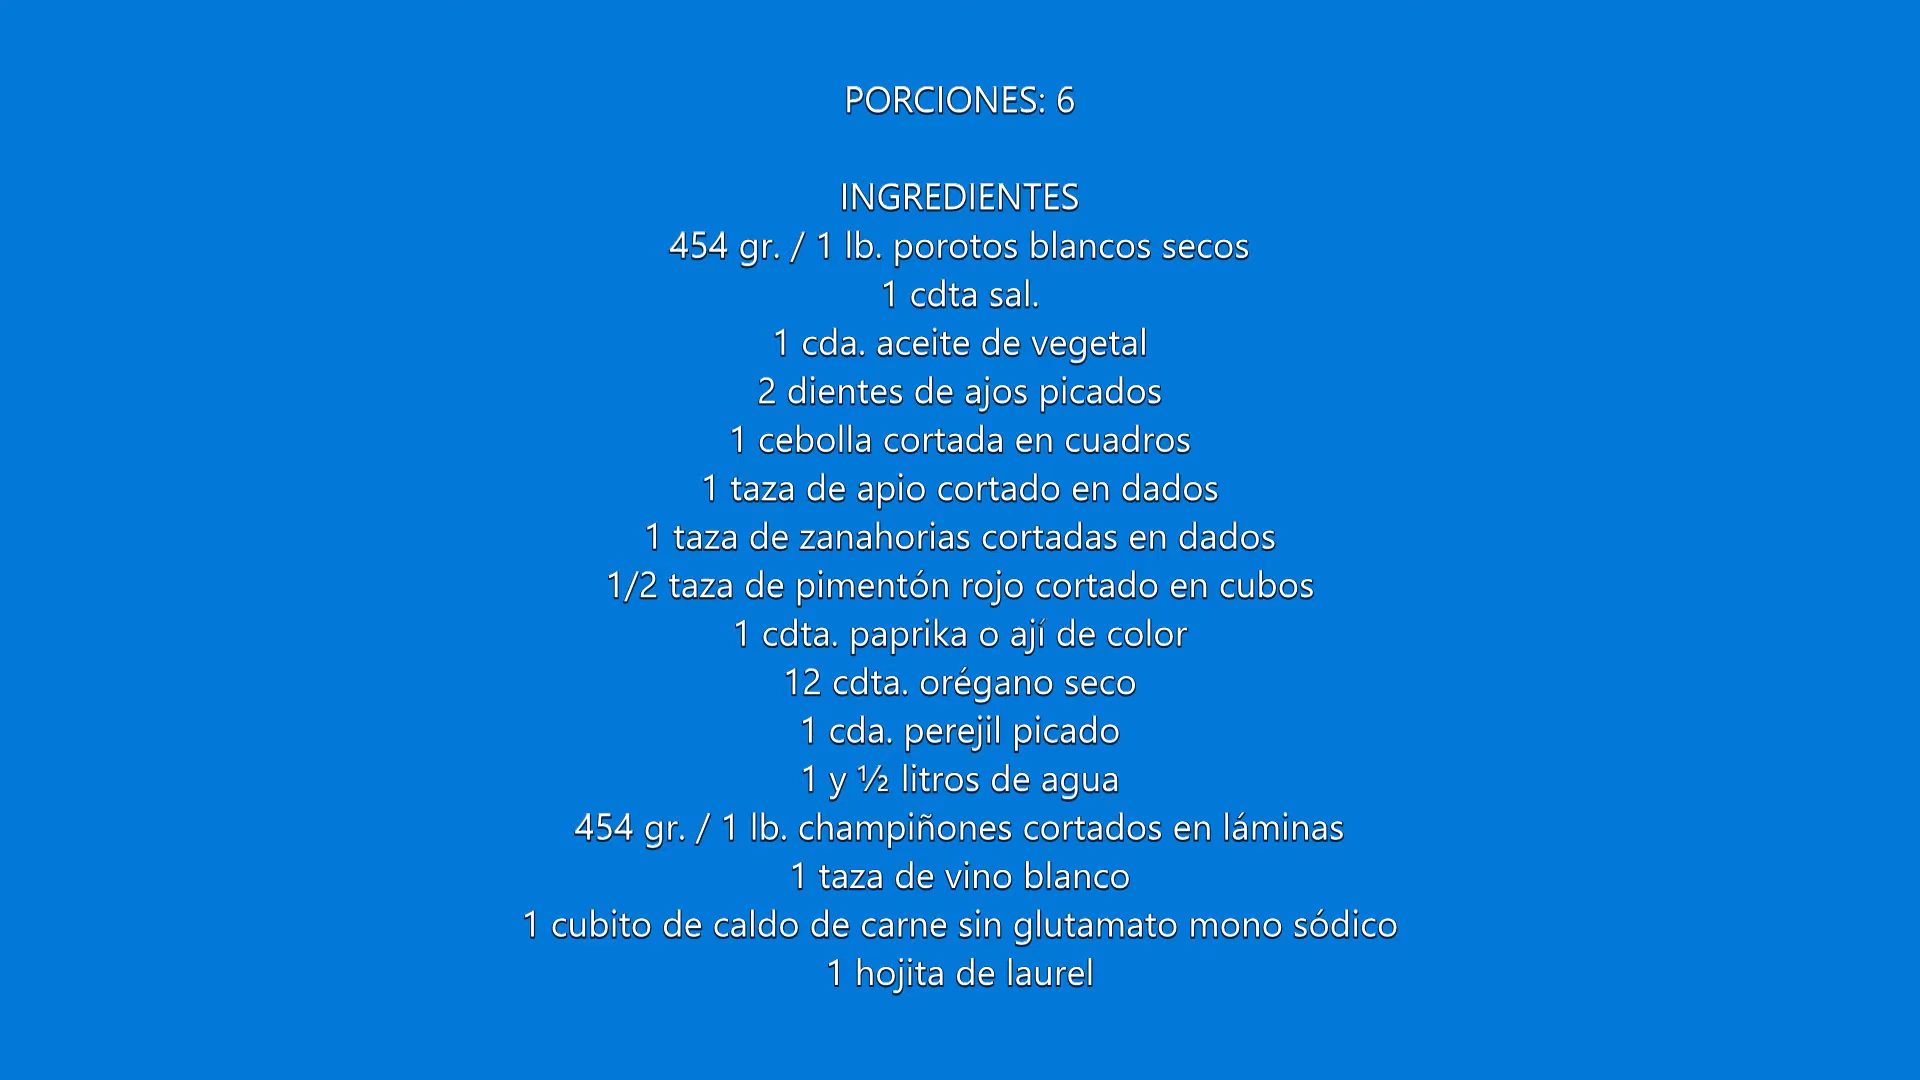 PORCIONES: 6
INGREDIENTES
454 gr. / 1 lb. porotos blancos secos
1 cdta sal.
1 cda. aceite de vegetal
2 dientes de ajos picados
1 cebolla cortada en cuadros
1 taza de apio cortado en dados
1 taza de zanahorias cortadas en dados
1/2 taza de pimentón rojo cortado en cubos
1 cdta. paprika o ají de color
12 cdta. orégano seco
1 cda. perejil picado
1 y ½ litros de agua
454 gr. / 1 lb. champiñones cortados en láminas
1 taza de vino blanco
1 cubito de caldo de carne sin glutamato mono sódico
1 hojita de laurel